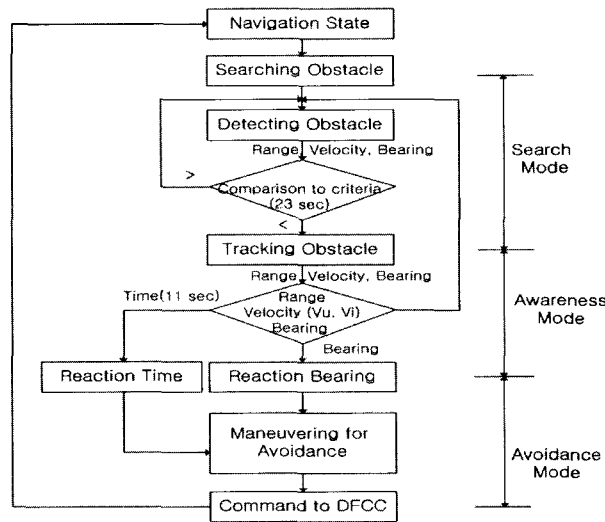 Navigation State
Searching Obstacle
Detecting Obstacle
Range, Velocity, Bearing
>
Comparison to criteria
(23 sec)
<
Tracking Obstacle
Range, Velocity, Bearing
Time(11 sec)
Range
Velocity (Vu, Vi)
Bearing
Bearing
Reaction Time
Reaction Bearing
Maneuvering for
Avoidance
Command to DFCC
Search
Mode
Awareness
Mode
Avoidance
Mode